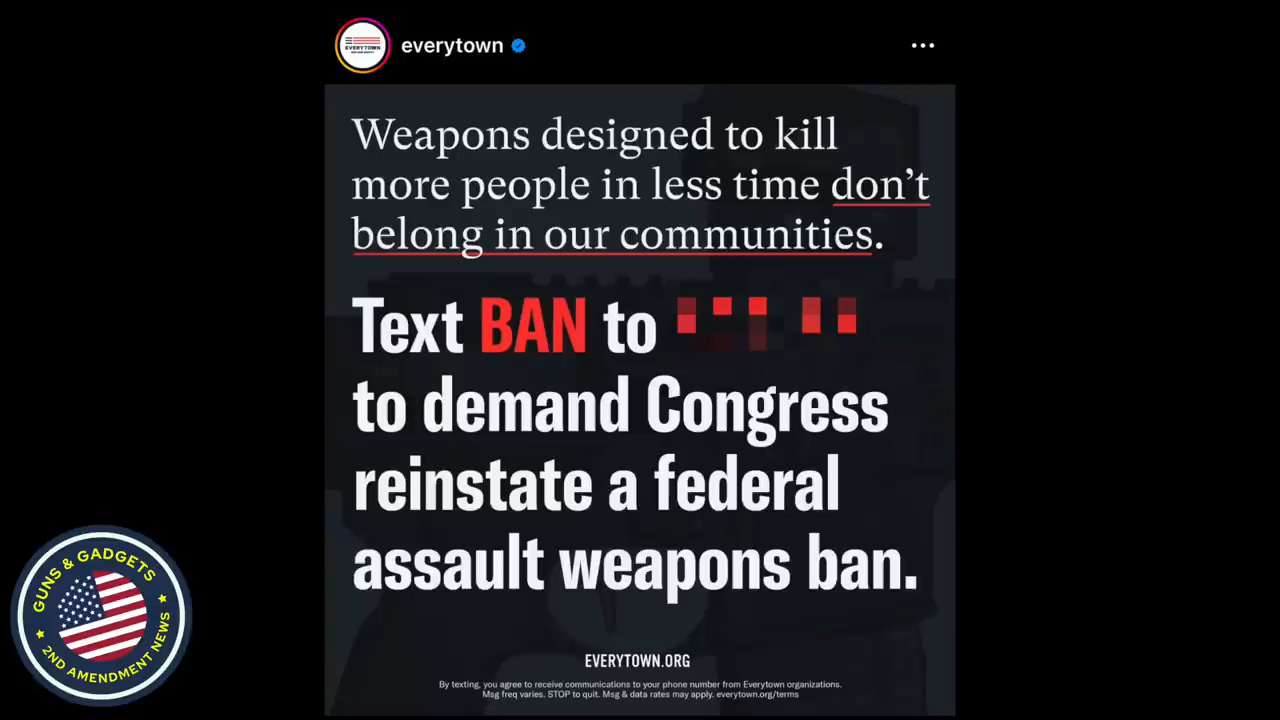 everytown
EVERYTOWN
Weapons designed to kill
more people in less time don't
belong in our communities.
Text BAN to
to demand Congress
reinstate a federal
assault weapons ban.
EVERYTOWN.ORG
By texting, you agree to receive communications to your phone number from Everytown organizations.
Msg freq varies. STOP to quit. Msg & data rates may apply. everytown.org/terms
GUNS & GADGETS
2ND AMENDMENT NEWS